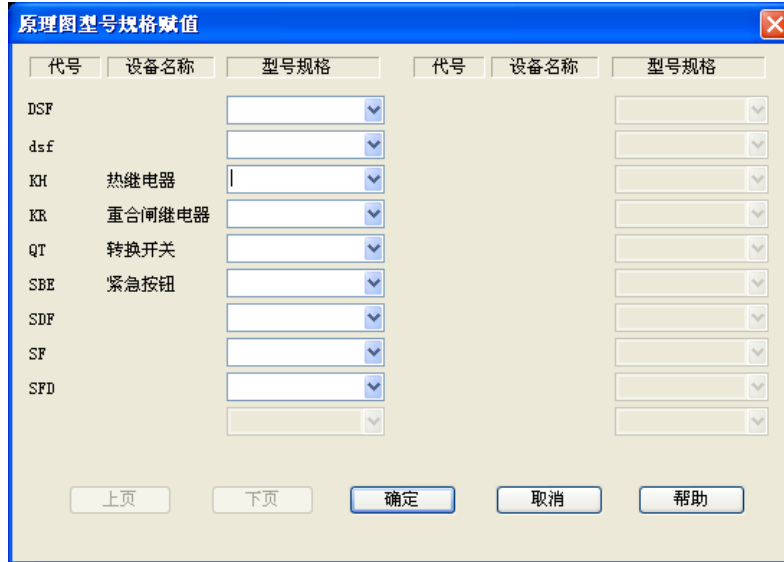 原理图型号规格赋值
代号 设备名称 型号规格 代号 设备名称 型号规格
DSF
dsf
KH 热继电器
KR 重合闸继电器
QT 转换开关
SBE 紧急按钮
SDF
SF
SFD
上页 下页 确定 取消 帮助